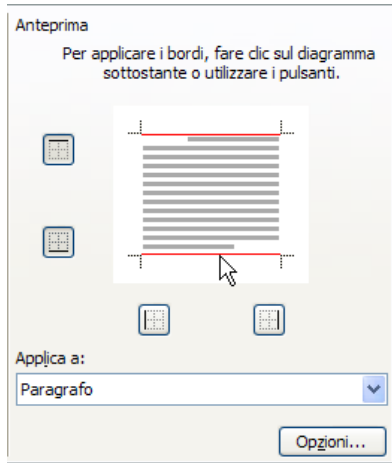 Anteprima
Per applicare i bordi, fare clic sul diagramma
sottostante o utilizzare i pulsanti.
Applica a:
Paragrafo
Opzioni...